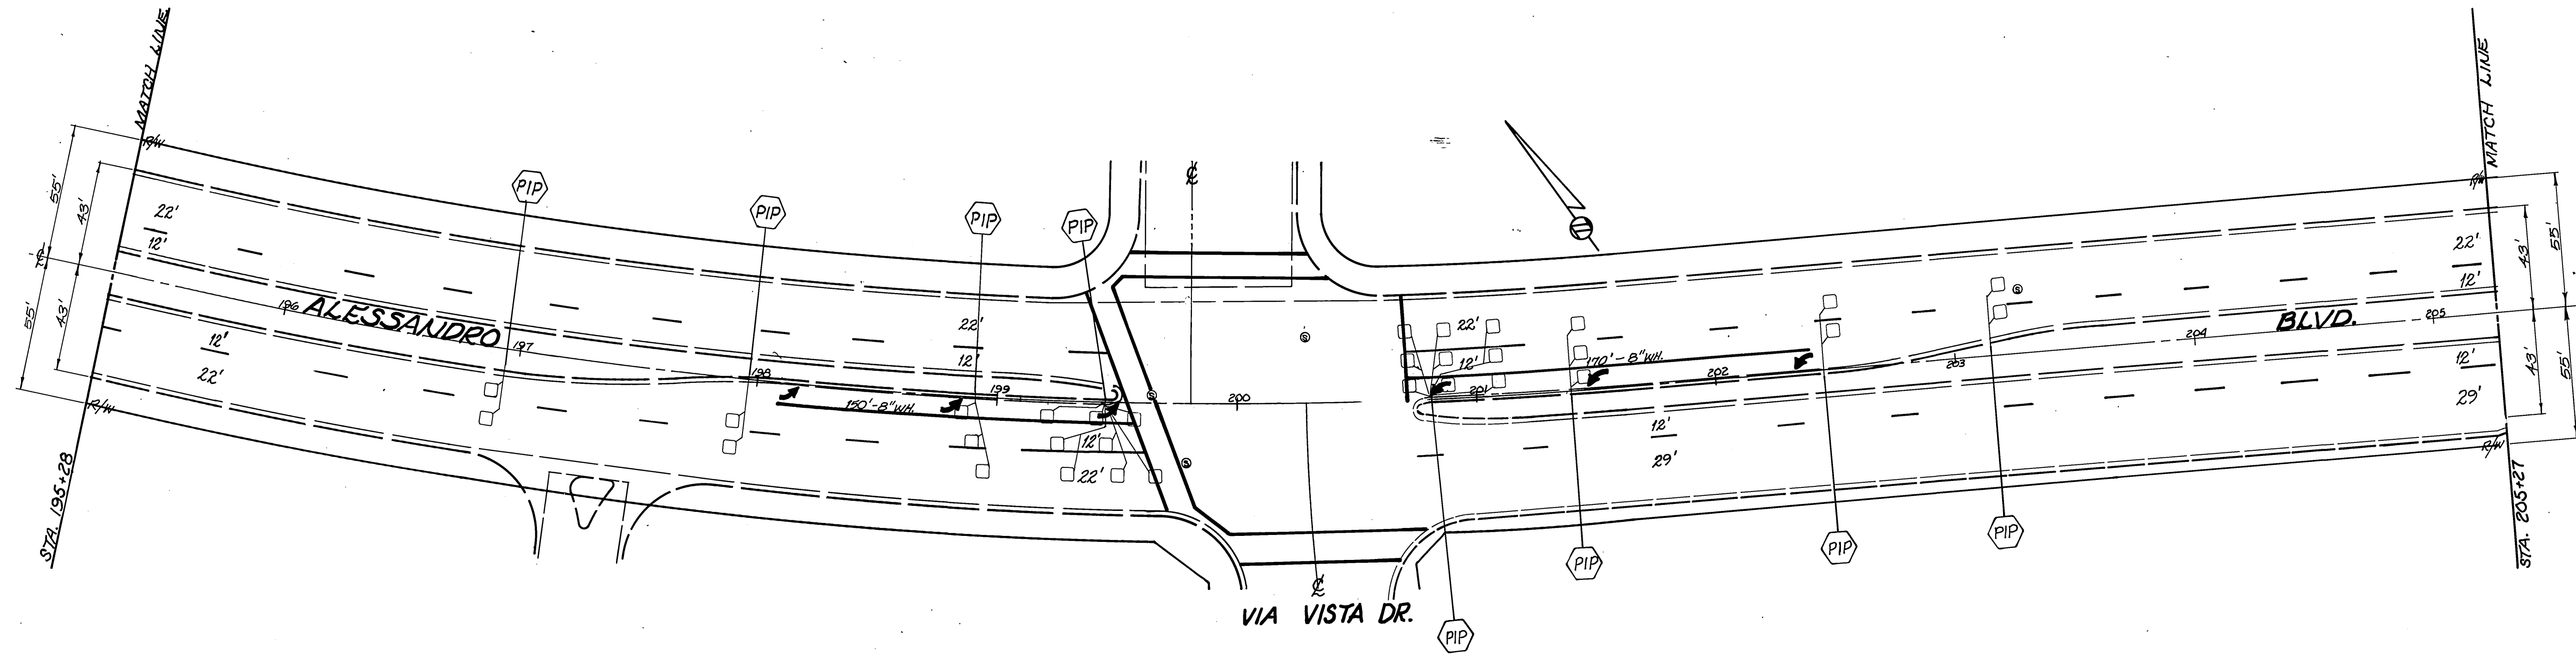 MATCH LINE
MATCH LINE
R/W
R/W
55'
43'
22'
12'
PIP
PIP
PIP
PIP
℄
55'
43'
22'
12'
℄
196
ALESSANDRO
197
198
199
200
201
202
203
204
205
BLVD.
22'
12'
22'
12'
170'-8" WH.
150'-8" WH.
S
S
S
S
55'
43'
12'
22'
12'
22'
12'
29'
12'
29'
43'
55'
R/W
R/W
STA. 195+28
STA. 205+27
PIP
PIP
PIP
PIP
℄
VIA VISTA DR.